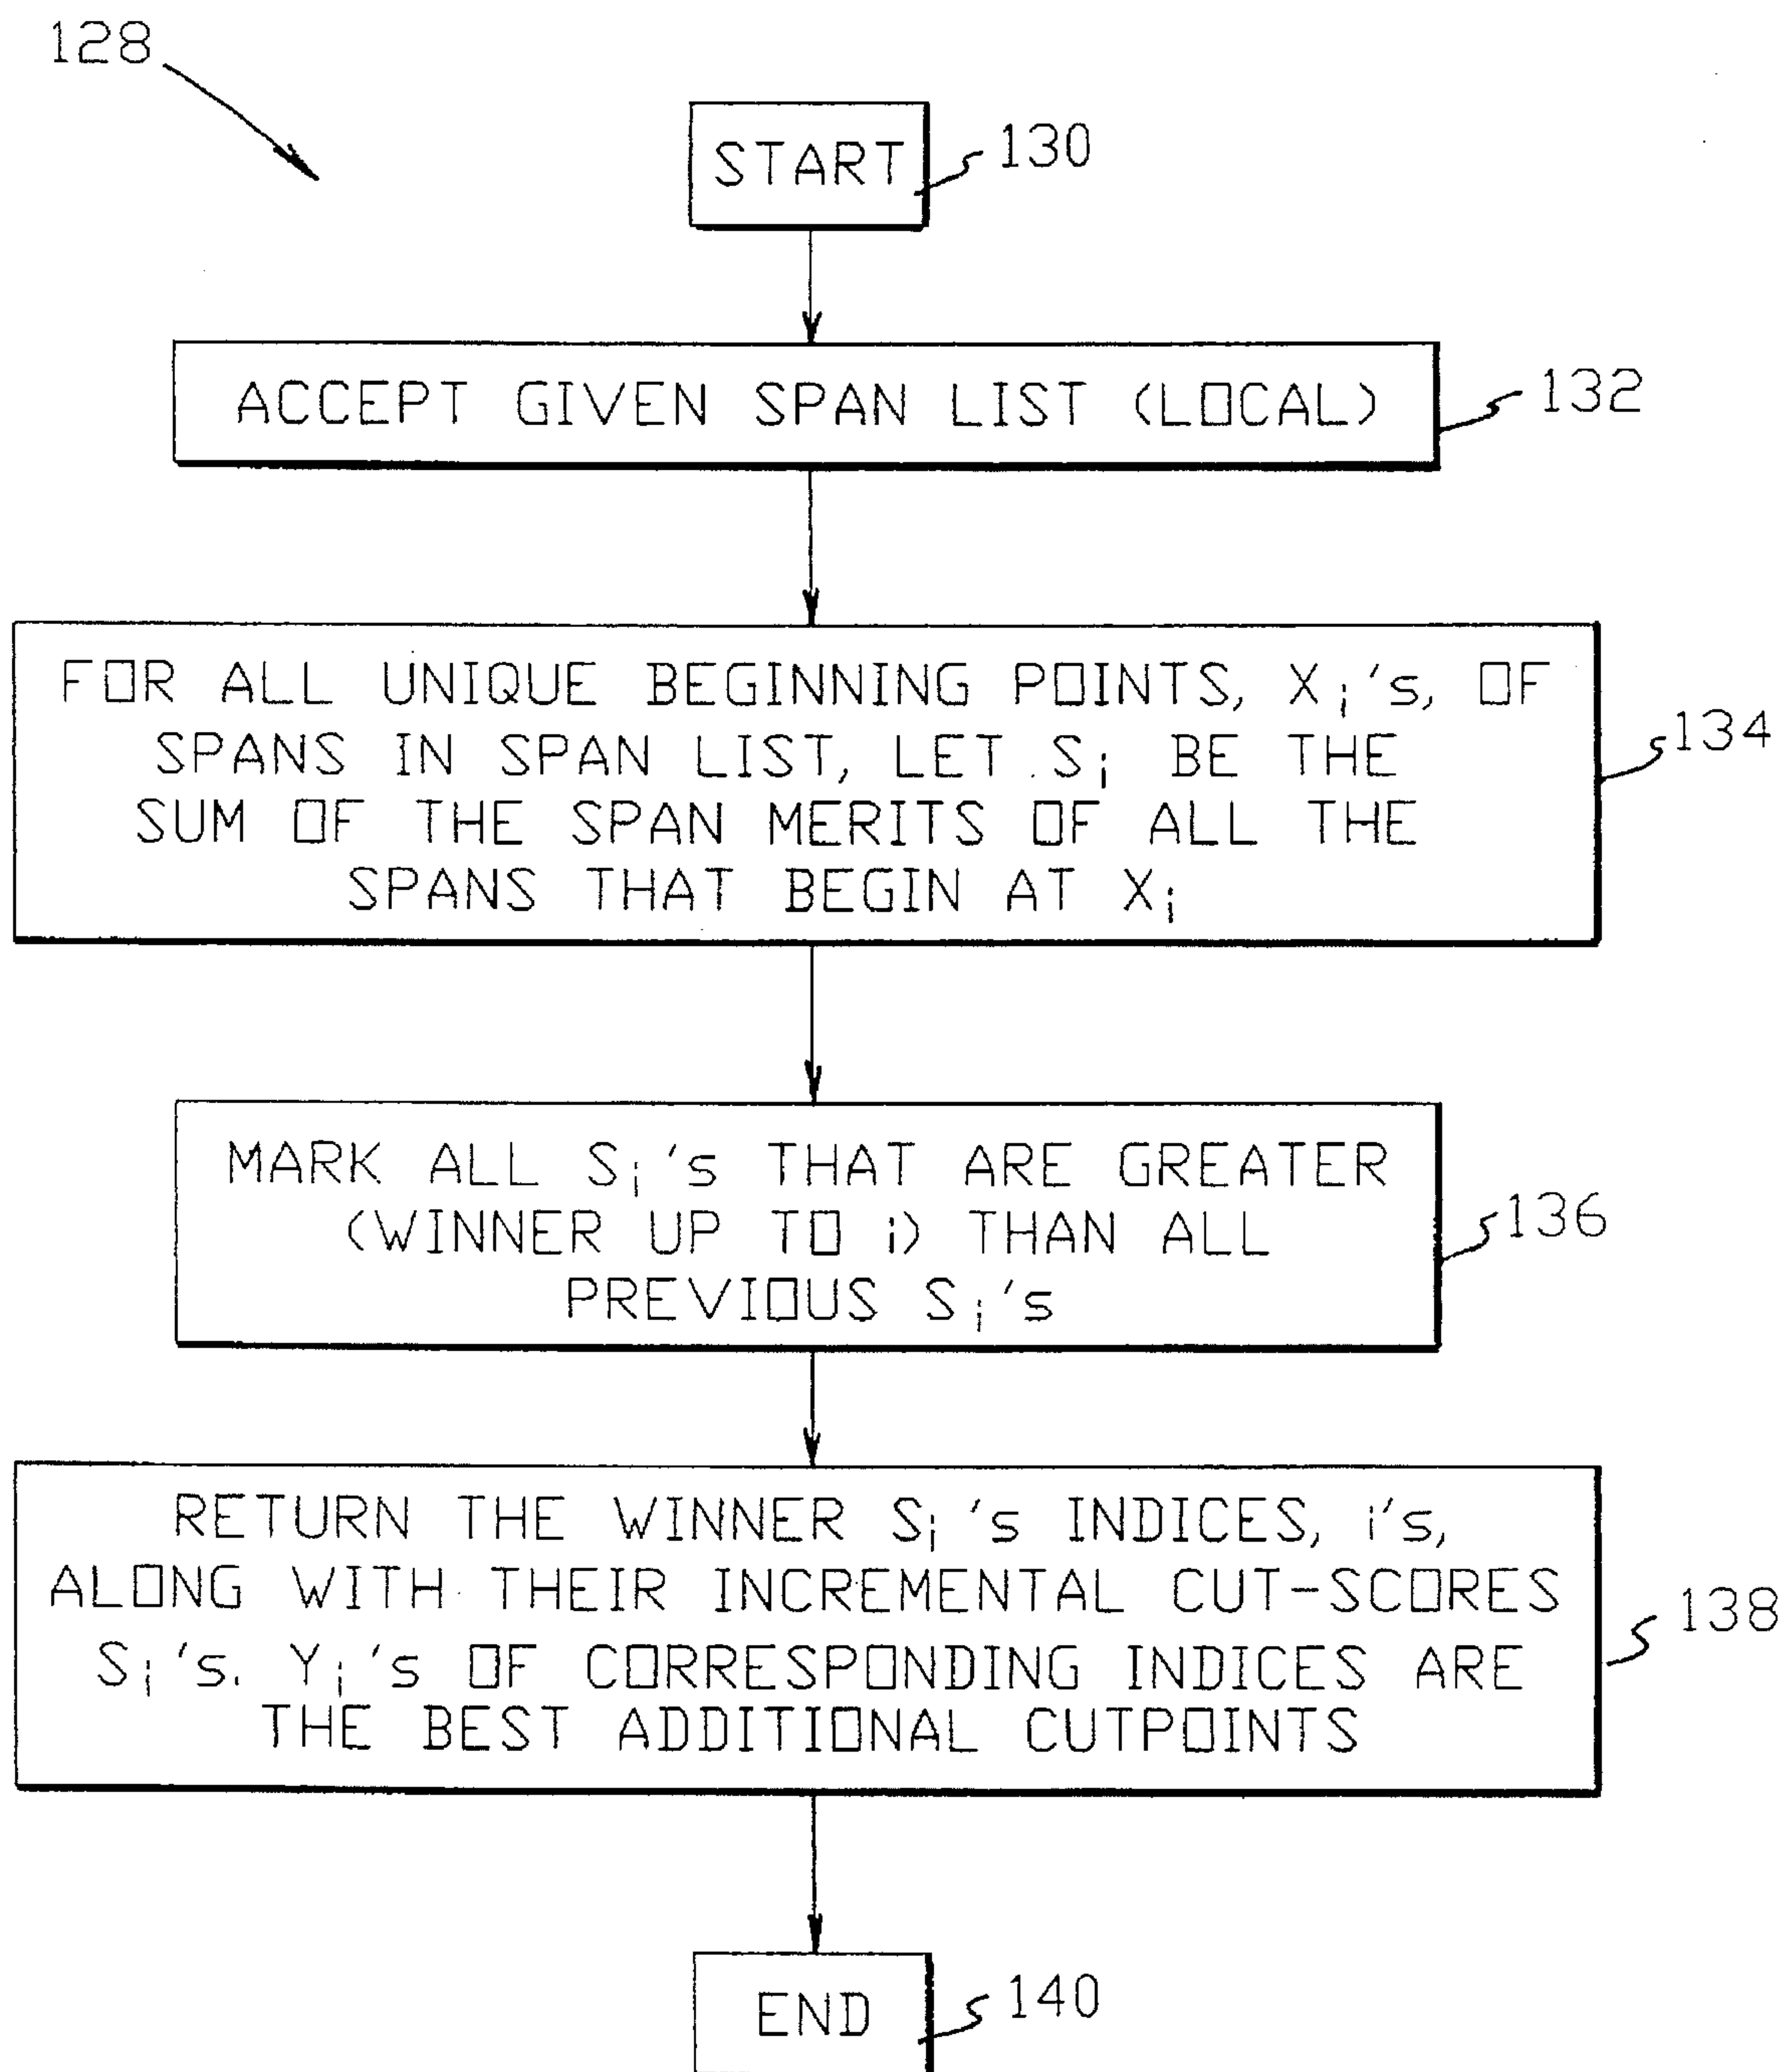 128
START
130
ACCEPT GIVEN SPAN LIST (LOCAL)
132
FOR ALL UNIQUE BEGINNING POINTS, Xi's, OF
SPANS IN SPAN LIST, LET Si BE THE
SUM OF THE SPAN MERITS OF ALL THE
SPANS THAT BEGIN AT Xi
134
MARK ALL Si's THAT ARE GREATER
(WINNER UP TO i) THAN ALL
PREVIOUS Si's
136
RETURN THE WINNER Si's INDICES, i's,
ALONG WITH THEIR INCREMENTAL CUT-SCORES
Si's. Yi's OF CORRESPONDING INDICES ARE
THE BEST ADDITIONAL CUTPOINTS
138
END
140